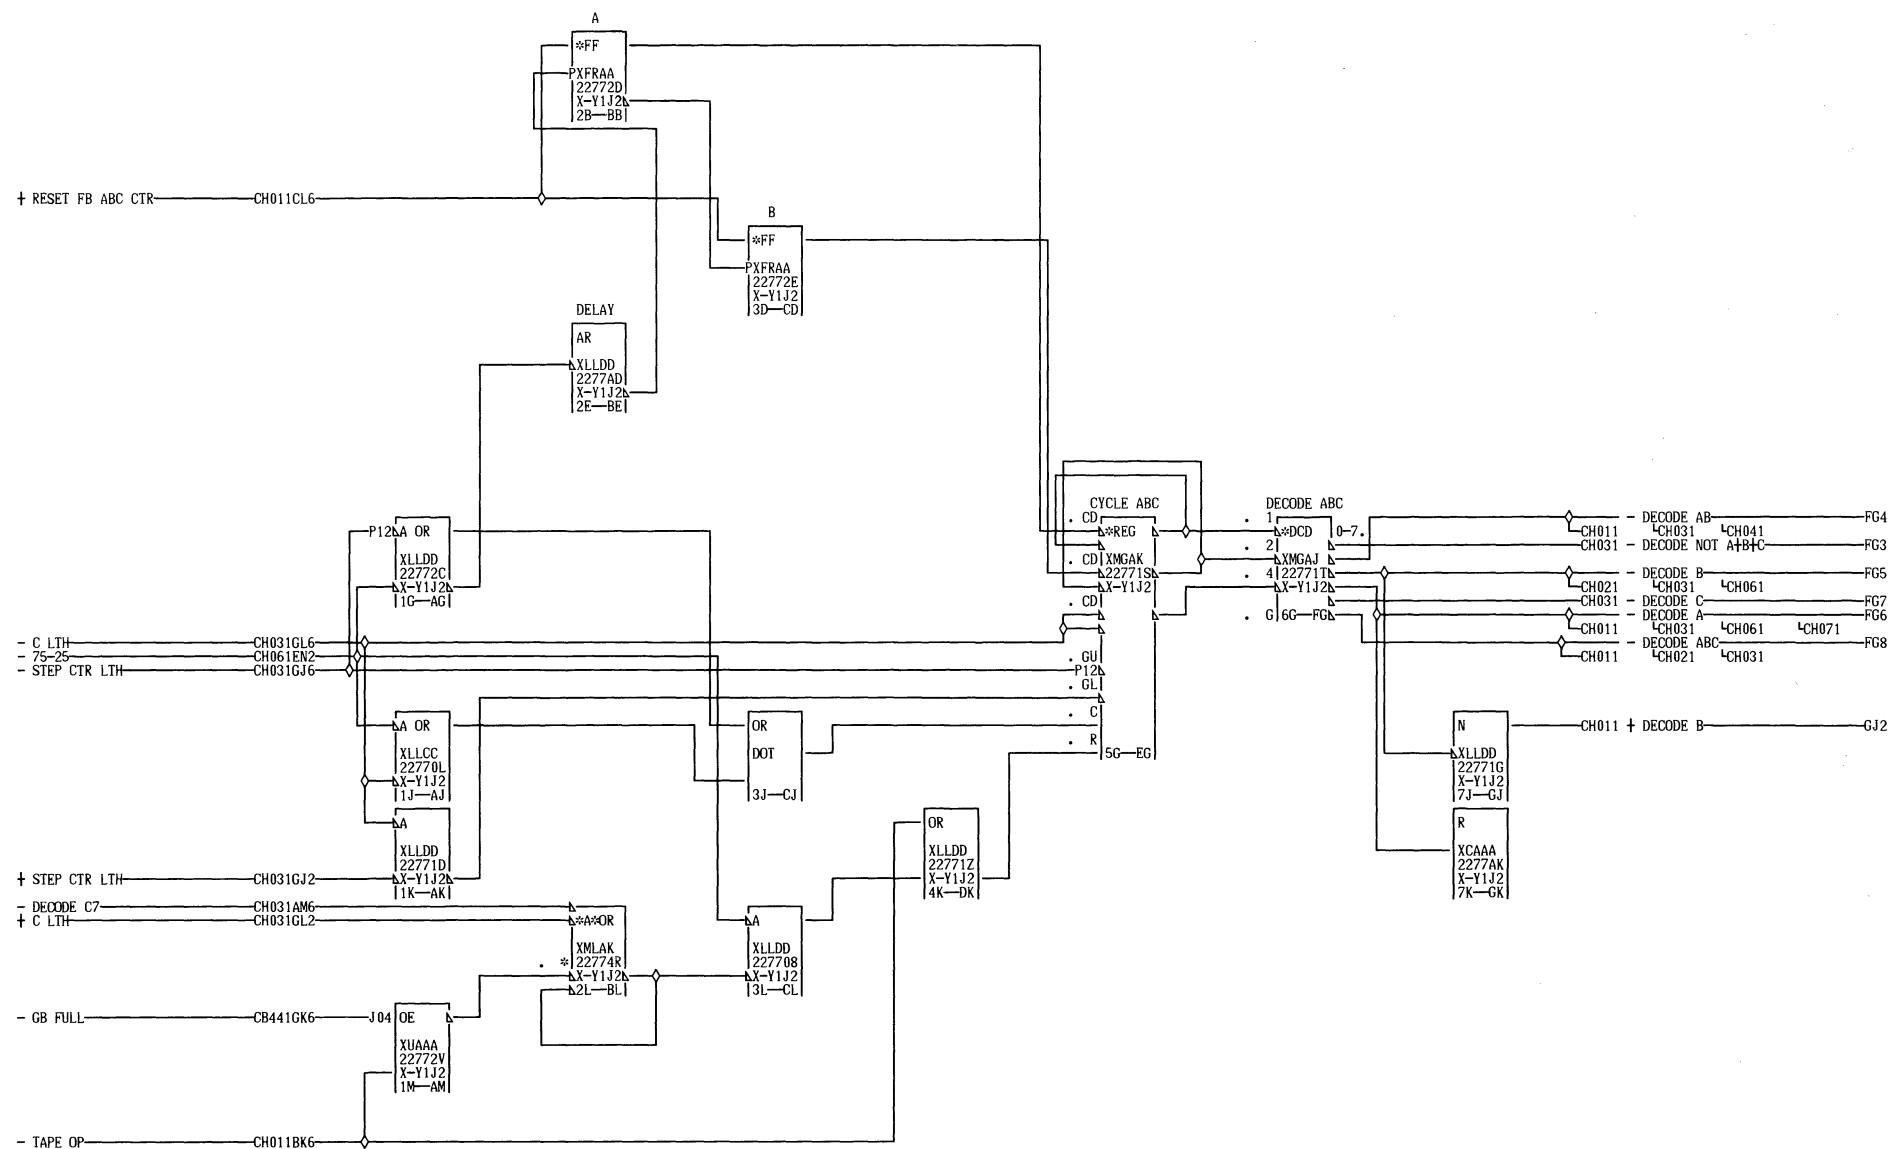 A
*FF
PXFRAA
22772D
X-Y1J2
2B—BB
+ RESET FB ABC CTR CH011CL6
B
*FF
PXFRAA
22772E
X-Y1J2
3D—CD
DELAY
AR
XLLDD
2277AD
X-Y1J2
2E—BE
P12 A OR
XLLDD
22772C
X-Y1J2
1G—AG
- C LTH CH031GL6
- 75-25 CH061EN2
- STEP CTR LTH CH031GJ6
A OR
XLLCC
22770L
X-Y1J2
1J—AJ
A
XLLDD
22771D
X-Y1J2
1K—AK
+ STEP CTR LTH CH031GJ2
- DECODE C7 CH031AM6
+ C LTH CH031GL2
*A*OR
XMLAK
. * 22774R
X-Y1J2
2L—BL
- GB FULL CB441GK6 J04 OE
XUAAA
22772V
X-Y1J2
1M—AM
- TAPE OP CH011BK6
OR
DOT
3J—CJ
A
XLLDD
227708
X-Y1J2
3L—CL
OR
XLLDD
22771Z
X-Y1J2
4K—DK
CYCLE ABC
. CD
*REG
. CD XMGAK
22771S
X-Y1J2
. CD
. GU
P12
. GL
. C
. R
5G—EG
DECODE ABC
. 1
*DCD 0-7.
. 2
XMGAJ
. 4 22771T
X-Y1J2
. G 6G—FG
- DECODE AB FG4
CH011 CH031 CH041
CH031 - DECODE NOT A+B+C FG3
- DECODE B FG5
CH021 CH031 CH061
CH031 - DECODE C FG7
- DECODE A FG6
CH011 CH031 CH061 CH071
- DECODE ABC FG8
CH011 CH021 CH031
N
CH011 + DECODE B GJ2
XLLDD
22771G
X-Y1J2
7J—GJ
R
XCAAA
2277AK
X-Y1J2
7K—GK